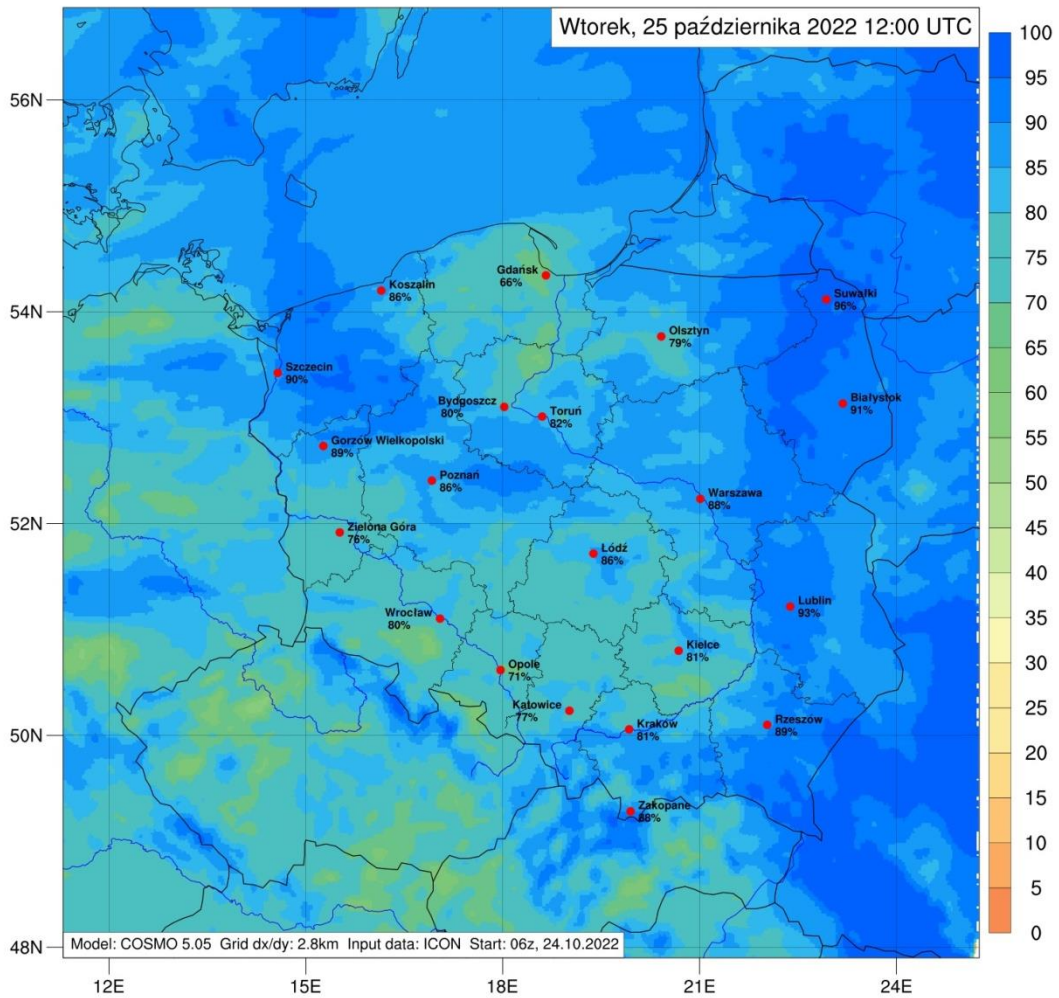 Wtorek, 25 października 2022 12:00 UTC
100
95
90
85
80
75
70
65
60
55
50
45
40
35
30
25
20
15
10
5
0
56N
54N
52N
50N
48N
Gdańsk
66%
Koszalin
86%
Suwałki
96%
Olsztyn
79%
Szczecin
90%
Bydgoszcz
80%
Toruń
82%
Białystok
91%
Gorzów Wielkopolski
89%
Poznań
86%
Warszawa
88%
Zielona Góra
76%
Łódź
86%
Lublin
93%
Wrocław
80%
Kielce
81%
Opole
71%
Katowice
77%
Kraków
81%
Rzeszów
89%
Zakopane
88%
Model: COSMO 5.05 Grid dx/dy: 2.8km Input data: ICON Start: 06z, 24.10.2022
12E
15E
18E
21E
24E